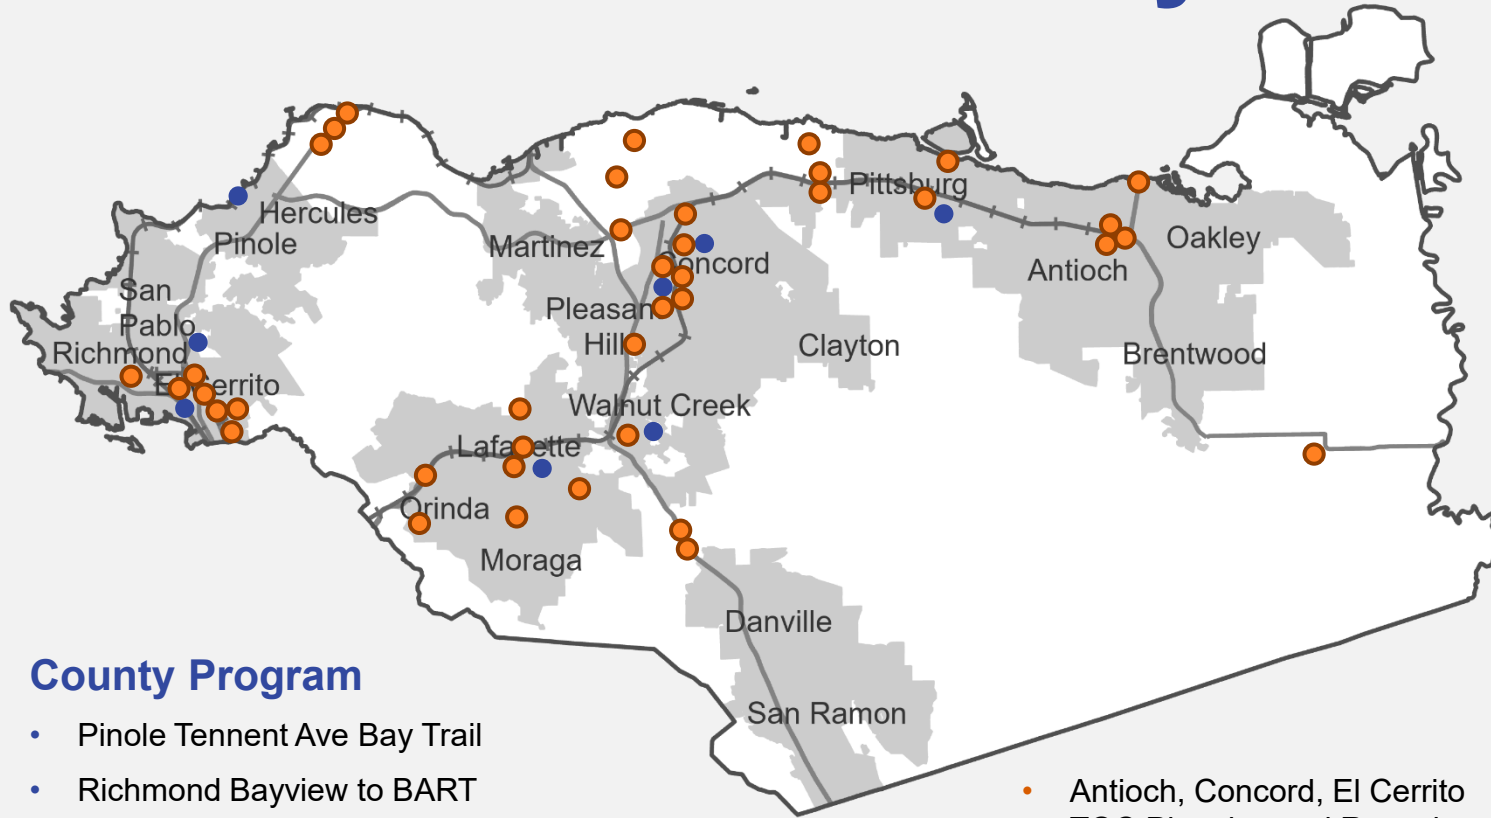 Hercules
Pinole
Pittsburg
Martinez
Oakley
Concord
Antioch
San
Pablo
Pleasant
Hill
Clayton
Richmond
Brentwood
El Cerrito
Walnut Creek
Lafayette
Orinda
Moraga
Danville
San Ramon
County Program
• Pinole Tennent Ave Bay Trail
• Richmond Bayview to BART
• Antioch, Concord, El Cerrito